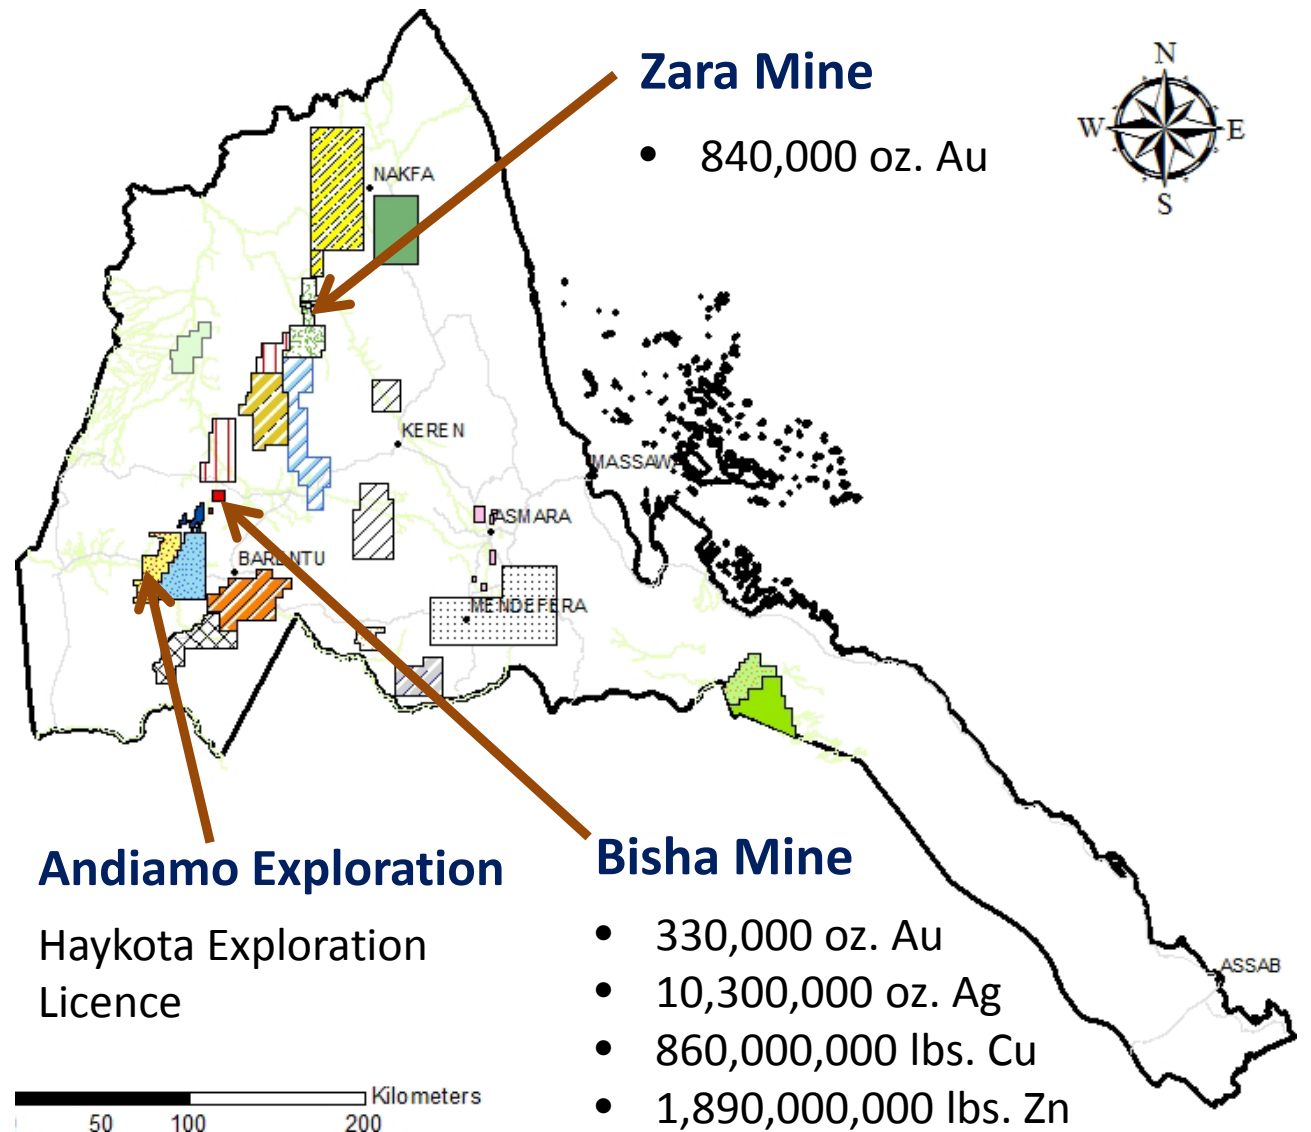 Zara Mine
• 840,000 oz. Au
N
W
E
S
NAKFA
KEREN
MASSAWA
ASMARA
BARENTU
MENDEFERA
ASSAB
Andiamo Exploration
Haykota Exploration
Licence
Bisha Mine
• 330,000 oz. Au
• 10,300,000 oz. Ag
• 860,000,000 lbs. Cu
• 1,890,000,000 lbs. Zn
Kilometers
50 100 200